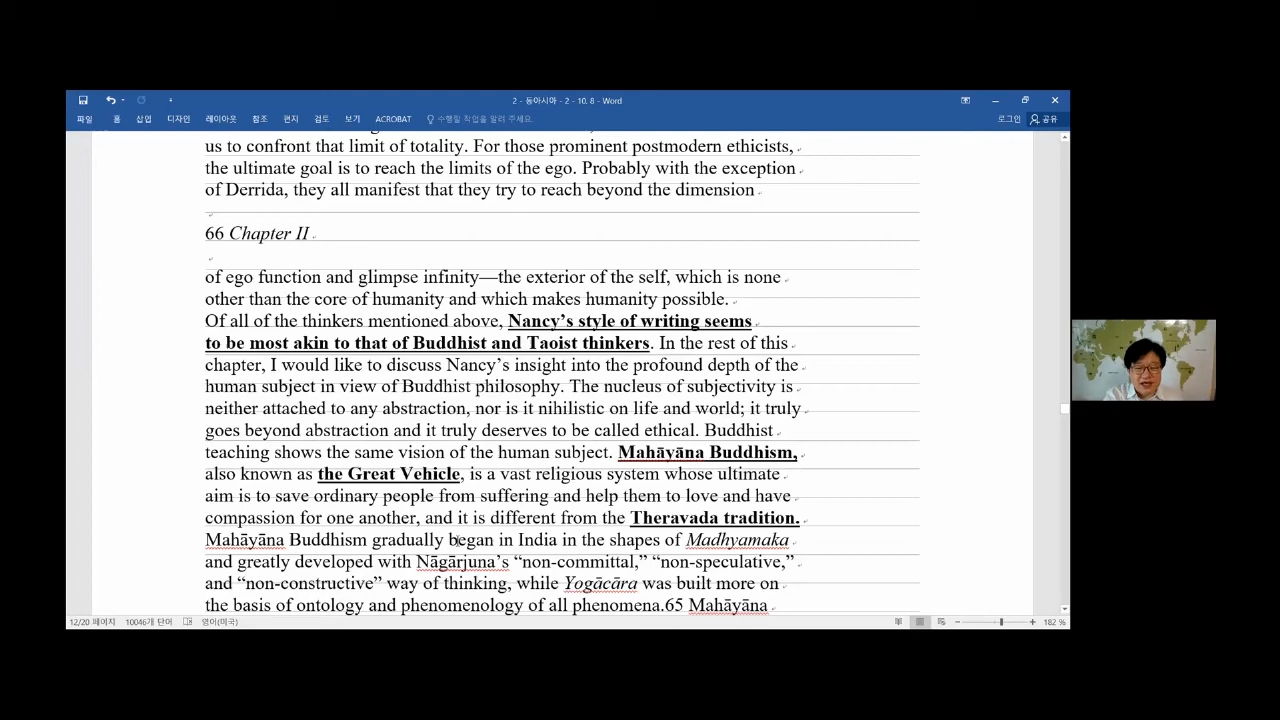 2 - 동아시아 - 2 - 10. 8 - Word
파일 홈 삽입 디자인 레이아웃 참조 편지 검토 보기 ACROBAT 수행할 작업을 알려 주세요. 로그인 공유
us to confront that limit of totality. For those prominent postmodern ethicists,
the ultimate goal is to reach the limits of the ego. Probably with the exception
of Derrida, they all manifest that they try to reach beyond the dimension
66 Chapter II
of ego function and glimpse infinity—the exterior of the self, which is none
other than the core of humanity and which makes humanity possible.
Of all of the thinkers mentioned above, Nancy's style of writing seems
to be most akin to that of Buddhist and Taoist thinkers. In the rest of this
chapter, I would like to discuss Nancy's insight into the profound depth of the
human subject in view of Buddhist philosophy. The nucleus of subjectivity is
neither attached to any abstraction, nor is it nihilistic on life and world; it truly
goes beyond abstraction and it truly deserves to be called ethical. Buddhist
teaching shows the same vision of the human subject. Mahāyāna Buddhism,
also known as the Great Vehicle, is a vast religious system whose ultimate
aim is to save ordinary people from suffering and help them to love and have
compassion for one another, and it is different from the Theravada tradition.
Mahāyāna Buddhism gradually began in India in the shapes of Madhyamaka
and greatly developed with Nāgārjuna's "non-committal," "non-speculative,"
and "non-constructive" way of thinking, while Yogācāra was built more on
the basis of ontology and phenomenology of all phenomena.65 Mahāyāna
12/20 페이지 10046개 단어 영어(미국) 182 %